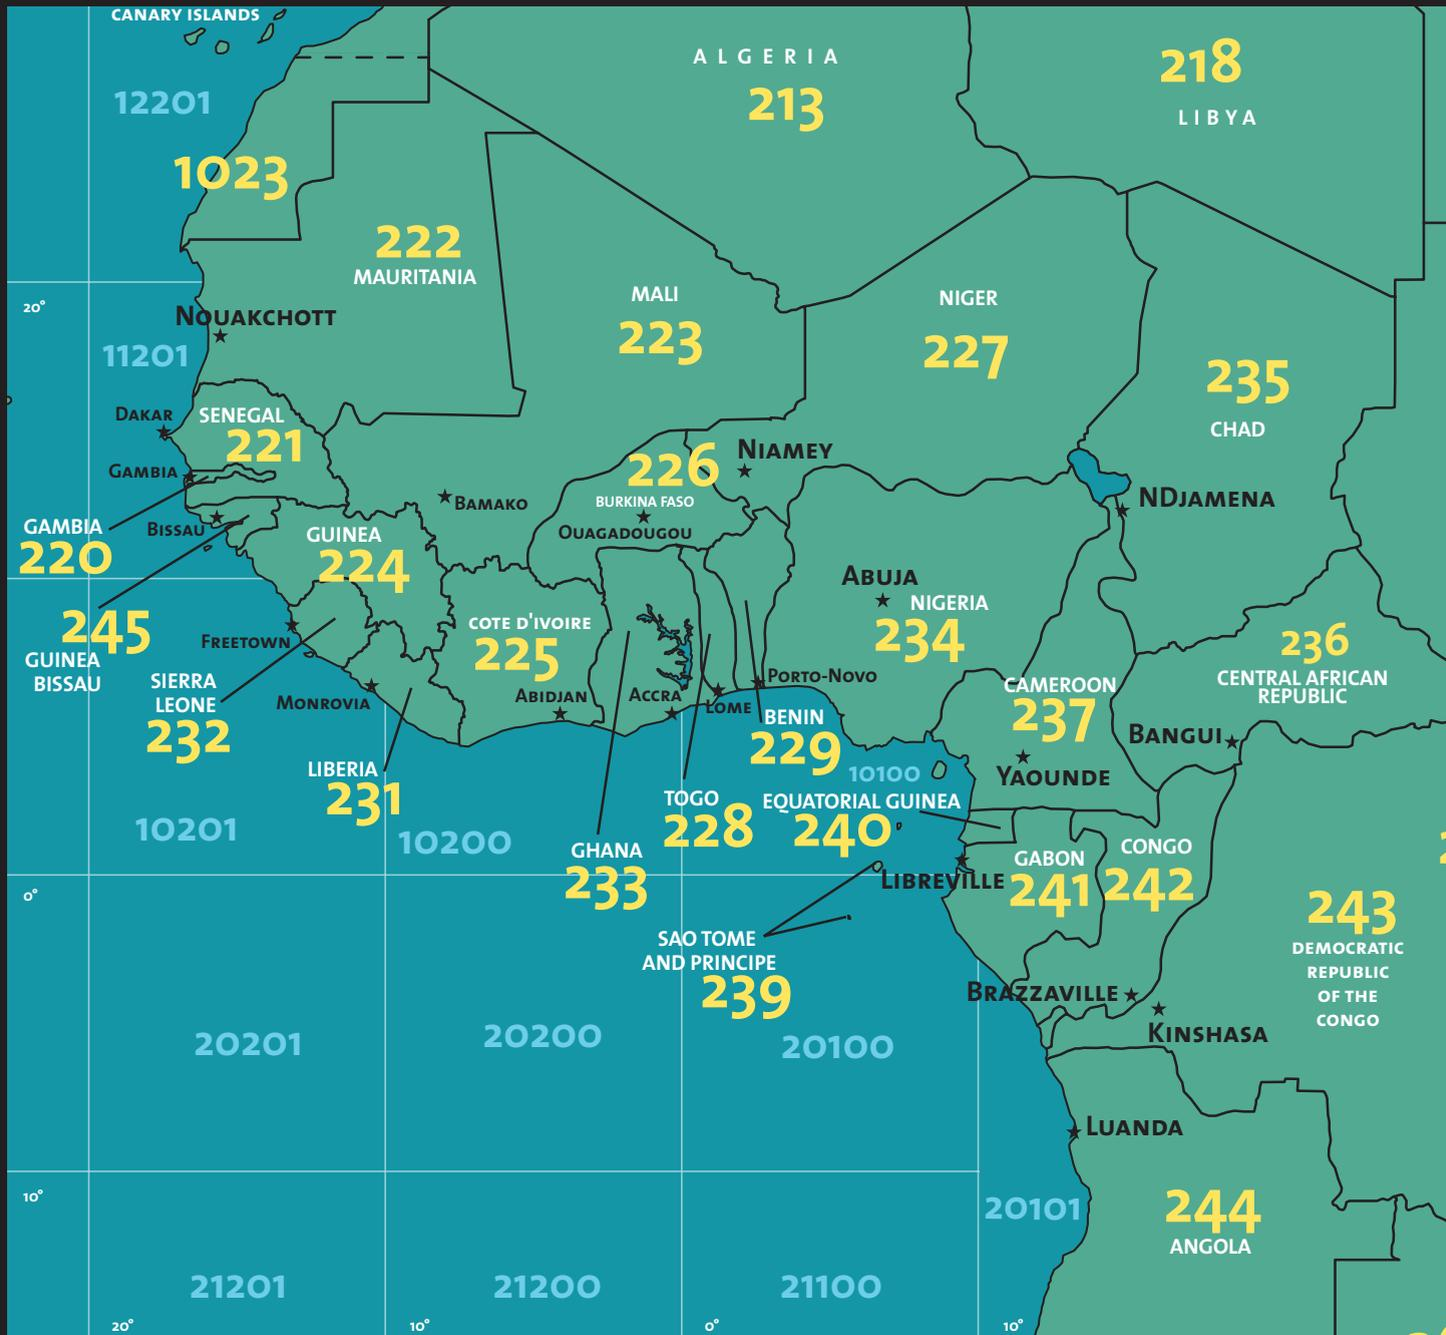 CANARY ISLANDS
ALGERIA
213
218
LIBYA
12201
1023
222
MAURITANIA
MALI
223
NIGER
227
20°
NOUAKCHOTT
11201
235
CHAD
DAKAR
SENEGAL
221
GAMBIA
226
BURKINA FASO
OUAGADOUGOU
NIAMEY
BAMAKO
NDJAMENA
GAMBIA
220
BISSAU
GUINEA
224
245
GUINEA
BISSAU
FREETOWN
COTE D'IVOIRE
225
ABIDJAN
ABUJA
NIGERIA
234
236
CENTRAL AFRICAN
REPUBLIC
SIERRA
LEONE
232
MONROVIA
ACCRA
LOME
PORTO-NOVO
CAMEROON
237
YAOUNDE
BANGUI
BENIN
229
LIBERIA
231
10100
TOGO
228
EQUATORIAL GUINEA
240
10201
10200
GHANA
233
LIBREVILLE
GABON
241
CONGO
242
0°
243
DEMOCRATIC
REPUBLIC
OF THE
CONGO
SAO TOME
AND PRINCIPE
239
BRAZZAVILLE
KINSHASA
20201
20200
20100
LUANDA
10°
20101
244
ANGOLA
21201
21200
21100
20°
10°
0°
10°